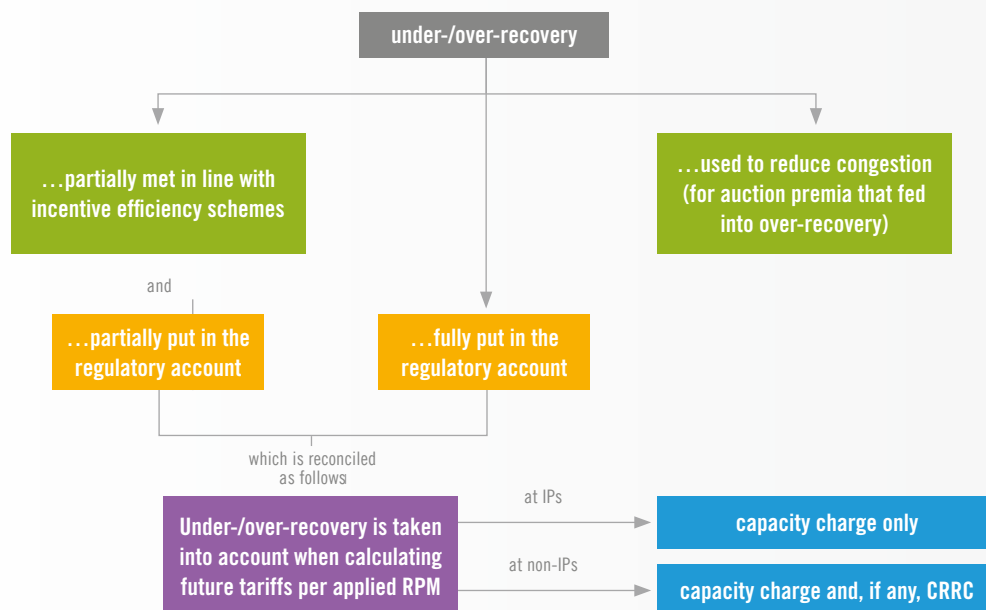 under-/over-recovery
...partially met in line with
incentive efficiency schemes
...used to reduce congestion
(for auction premia that fed
into over-recovery)
and
...partially put in the
regulatory account
...fully put in the
regulatory account
which is reconciled
as follows:
Under-/over-recovery is taken
into account when calculating
future tariffs per applied RPM
at IPs
capacity charge only
at non-IPs
capacity charge and, if any, CRRC